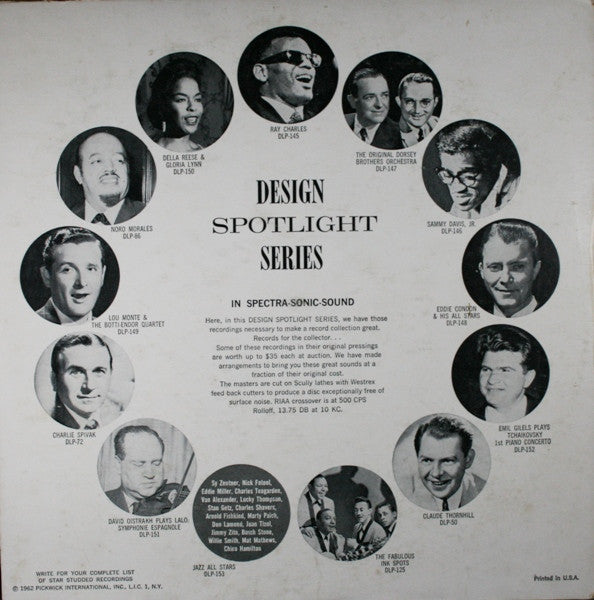 RAY CHARLES
DLP-145
DELLA REESE &
GLORIA LYNN
DLP-150
THE ORIGINAL DORSEY
BROTHERS ORCHESTRA
DLP-147
NORO MORALES
DLP-86
SAMMY DAVIS, JR.
DLP-146
DESIGN
SPOTLIGHT
SERIES
LOU MONTE &
THE BOTTI-ENDOR QUARTET
DLP-149
EDDIE CONDON
& HIS ALL STARS
DLP-148
IN SPECTRA-SONIC-SOUND
Here, in this DESIGN SPOTLIGHT SERIES, we have those
recordings necessary to make a record collection great.
Records for the collector. . .
Some of these recordings in their original pressings
are worth up to $35 each at auction. We have made
arrangements to bring you these great sounds at a
fraction of their original cost.
The masters are cut on Scully lathes with Westrex
feed back cutters to produce a disc exceptionally free of
surface noise. RIAA crossover is at 500 CPS
Rolloff, 13.75 DB at 10 KC.
CHARLIE SPIVAK
DLP-72
EMIL GILELS PLAYS
TCHAIKOVSKY
1st PIANO CONCERTO
DLP-152
DAVID OISTRAKH PLAYS LALO:
SYMPHONIE ESPAGNOLE
DLP-151
CLAUDE THORNHILL
DLP-50
Sy Zentner, Nick Fatool,
Eddie Miller, Charles Teagarden,
Van Alexander, Lucky Thompson,
Stan Getz, Charles Shavers,
Arnold Fishkind, Marty Paich,
Don Lamond, Juan Tizol,
Jimmy Zito, Butch Stone,
Willie Smith, Mat Mathews,
Chico Hamilton
JAZZ ALL STARS
DLP-153
THE FABULOUS
INK SPOTS
DLP-125
WRITE FOR YOUR COMPLETE LIST
OF STAR STUDDED RECORDINGS
© 1962 PICKWICK INTERNATIONAL, INC., L.I.C. 1, N.Y.
Printed in U.S.A.